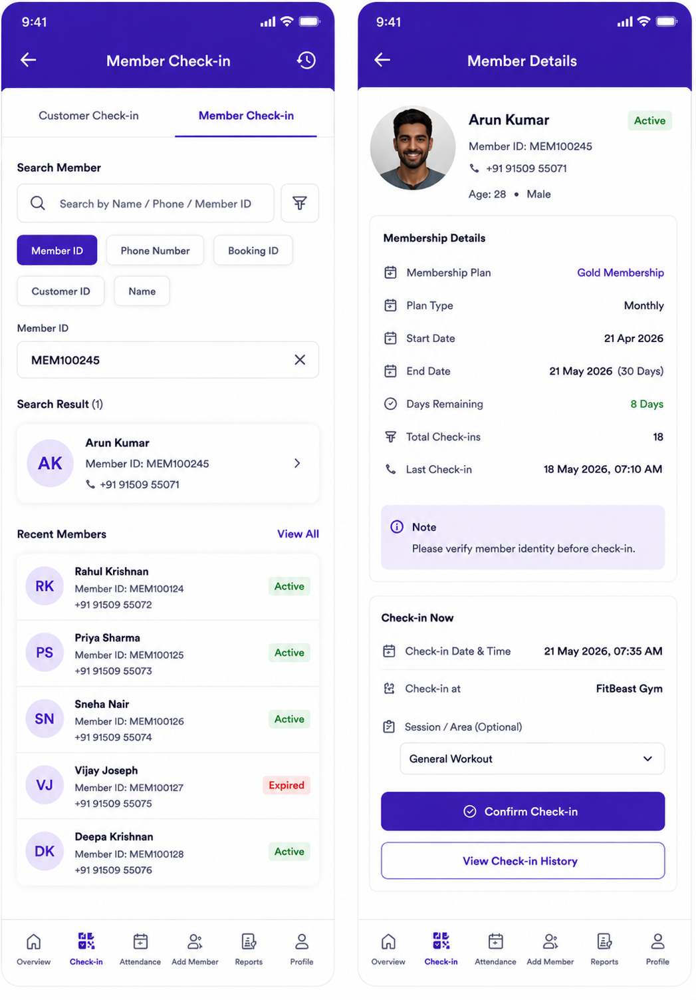 9:41
Member Check-in
Customer Check-in
Member Check-in
Search Member
Search by Name / Phone / Member ID
Member ID
Phone Number
Booking ID
Customer ID
Name
Member ID
MEM100245
Search Result (1)
AK
Arun Kumar
Member ID: MEM100245
+91 91509 55071
Recent Members
View All
RK
Rahul Krishnan
Member ID: MEM100124
+91 91509 55072
Active
PS
Priya Sharma
Member ID: MEM100125
+91 91509 55073
Active
SN
Sneha Nair
Member ID: MEM100126
+91 91509 55074
Active
VJ
Vijay Joseph
Member ID: MEM100127
+91 91509 55075
Expired
DK
Deepa Krishnan
Member ID: MEM100128
+91 91509 55076
Active
Overview
Check-in
Attendance
Add Member
Reports
Profile
9:41
Member Details
Arun Kumar
Active
Member ID: MEM100245
+91 91509 55071
Age: 28 • Male
Membership Details
Membership Plan Gold Membership
Plan Type Monthly
Start Date 21 Apr 2026
End Date 21 May 2026 (30 Days)
Days Remaining 8 Days
Total Check-ins 18
Last Check-in 18 May 2026, 07:10 AM
Note
Please verify member identity before check-in.
Check-in Now
Check-in Date & Time 21 May 2026, 07:35 AM
Check-in at FitBeast Gym
Session / Area (Optional)
General Workout
Confirm Check-in
View Check-in History
Overview
Check-in
Attendance
Add Member
Reports
Profile